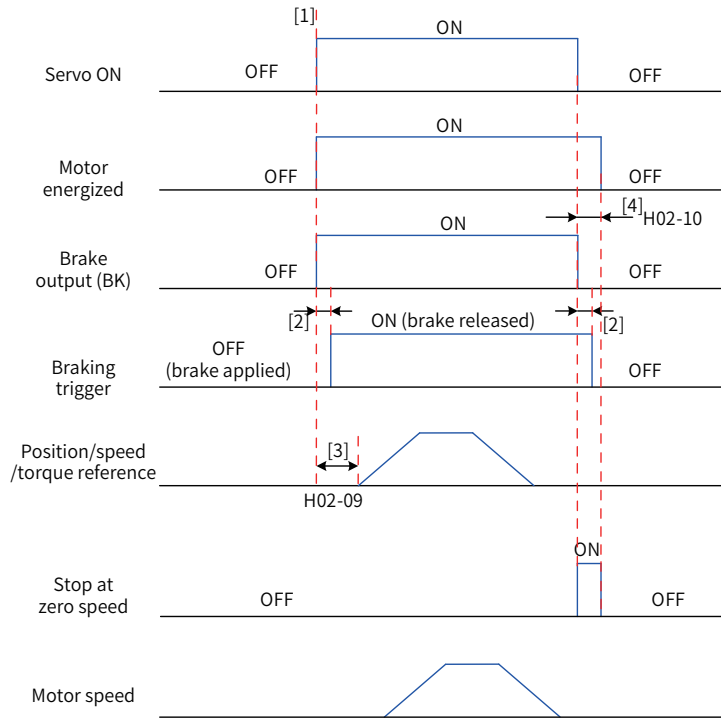 [1]
ON
Servo ON
OFF
OFF
ON
Motor
energized
OFF
OFF
[4]
H02-10
ON
Brake
output (BK)
OFF
OFF
[2]
ON (brake released)
[2]
OFF
(brake applied)
Braking
trigger
OFF
Position/speed
/torque reference
[3]
H02-09
ON
Stop at
zero speed
OFF
OFF
Motor speed